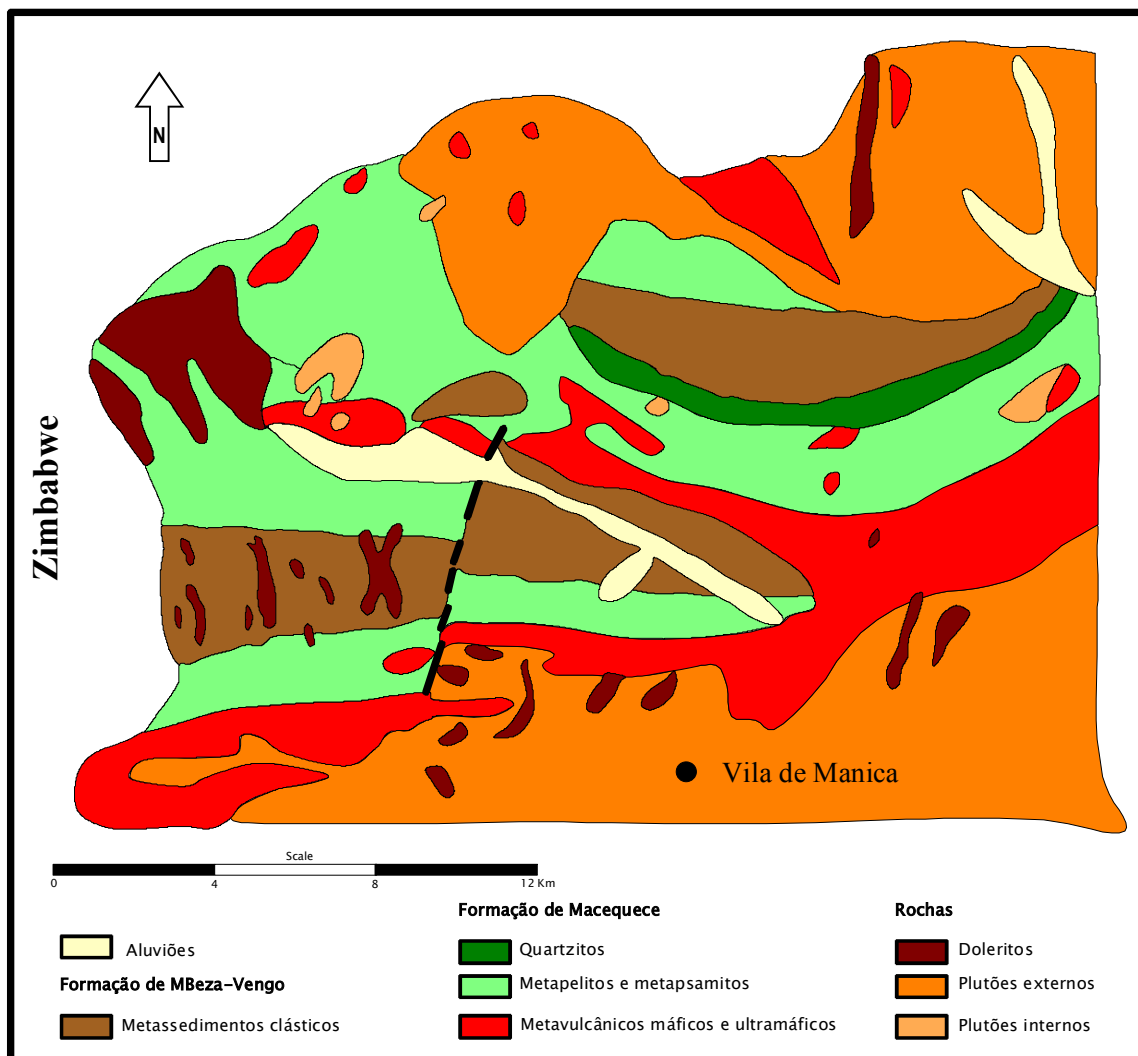 N
Zimbabwe
Vila de Manica
Scale
0 4 8 12 Km
Aluviões
Formação de MBeza-Vengo
Metassedimentos clásticos
Formação de Macequece
Quartzitos
Metapelitos e metapsamitos
Metavulcânicos máficos e ultramáficos
Rochas
Doleritos
Plutões externos
Plutões internos